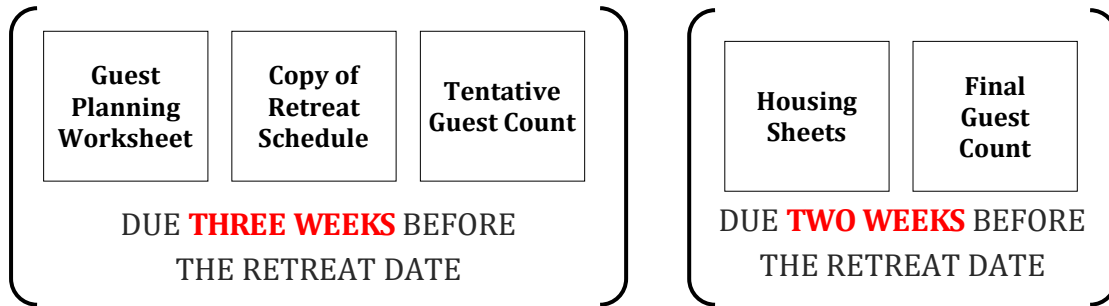 Guest
Planning
Worksheet
Copy of
Retreat
Schedule
Tentative
Guest Count
DUE THREE WEEKS BEFORE
THE RETREAT DATE
Housing
Sheets
Final
Guest
Count
DUE TWO WEEKS BEFORE
THE RETREAT DATE